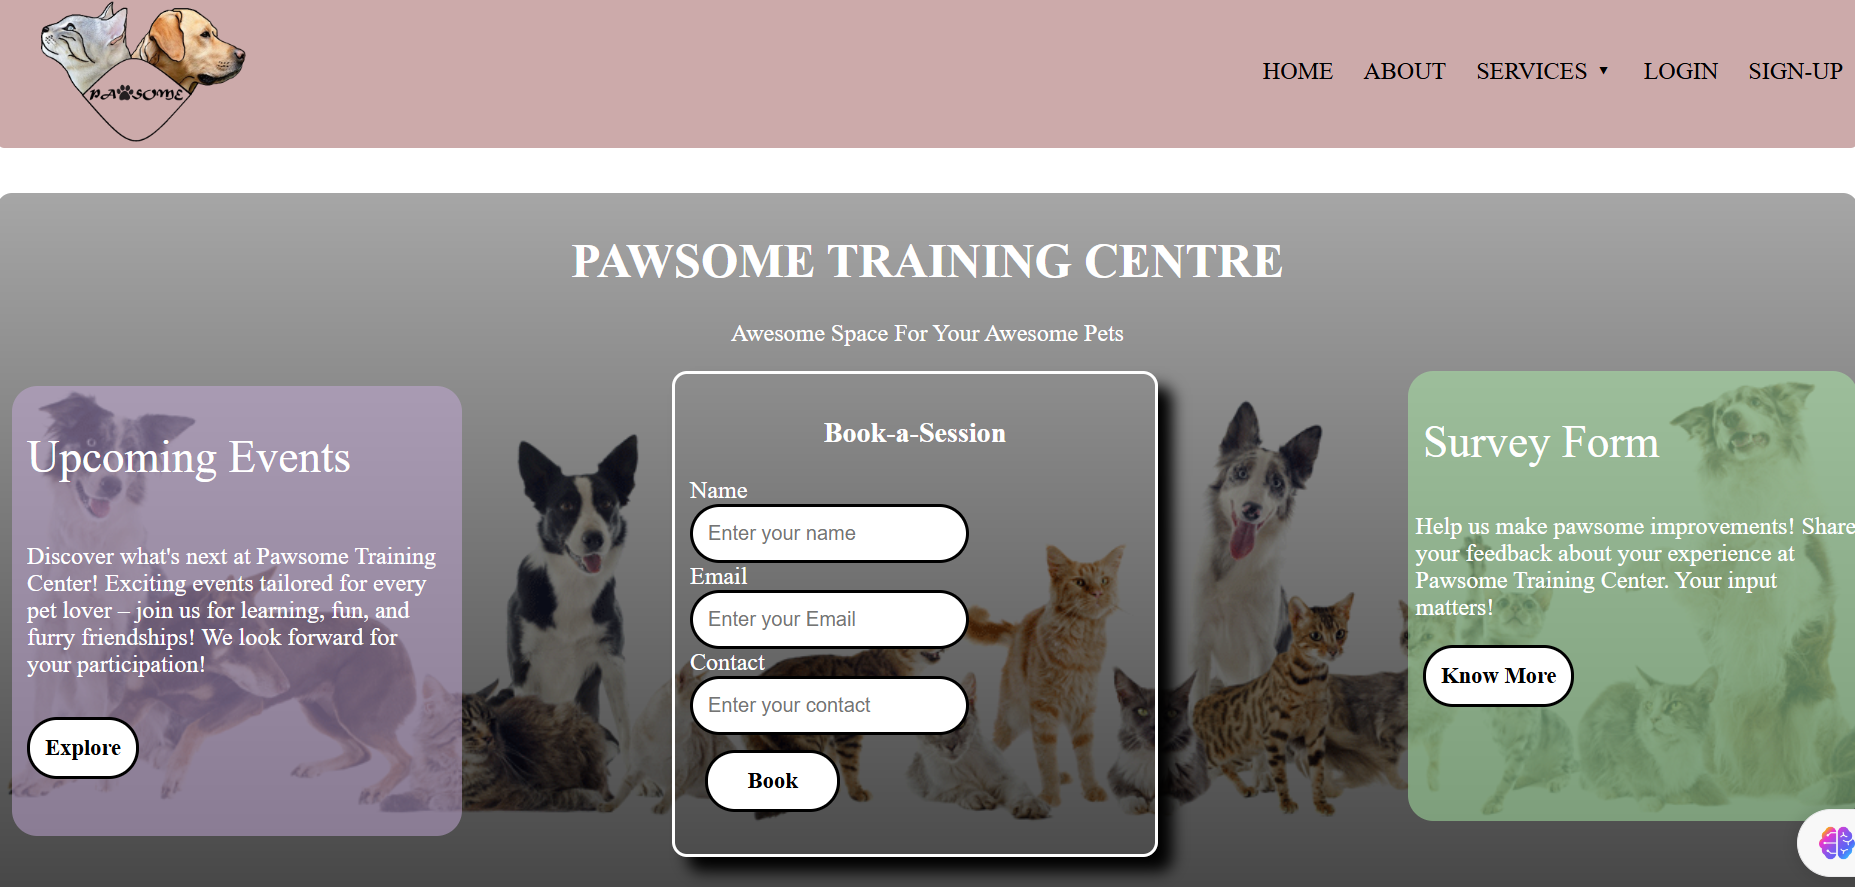 PAWSOME
HOME ABOUT SERVICES ▼ LOGIN SIGN-UP
PAWSOME TRAINING CENTRE
Awesome Space For Your Awesome Pets
Upcoming Events
Discover what's next at Pawsome Training
Center! Exciting events tailored for every
pet lover – join us for learning, fun, and
furry friendships! We look forward for
your participation!
Explore
Book-a-Session
Name
Enter your name
Email
Enter your Email
Contact
Enter your contact
Book
Survey Form
Help us make pawsome improvements! Share
your feedback about your experience at
Pawsome Training Center. Your input
matters!
Know More